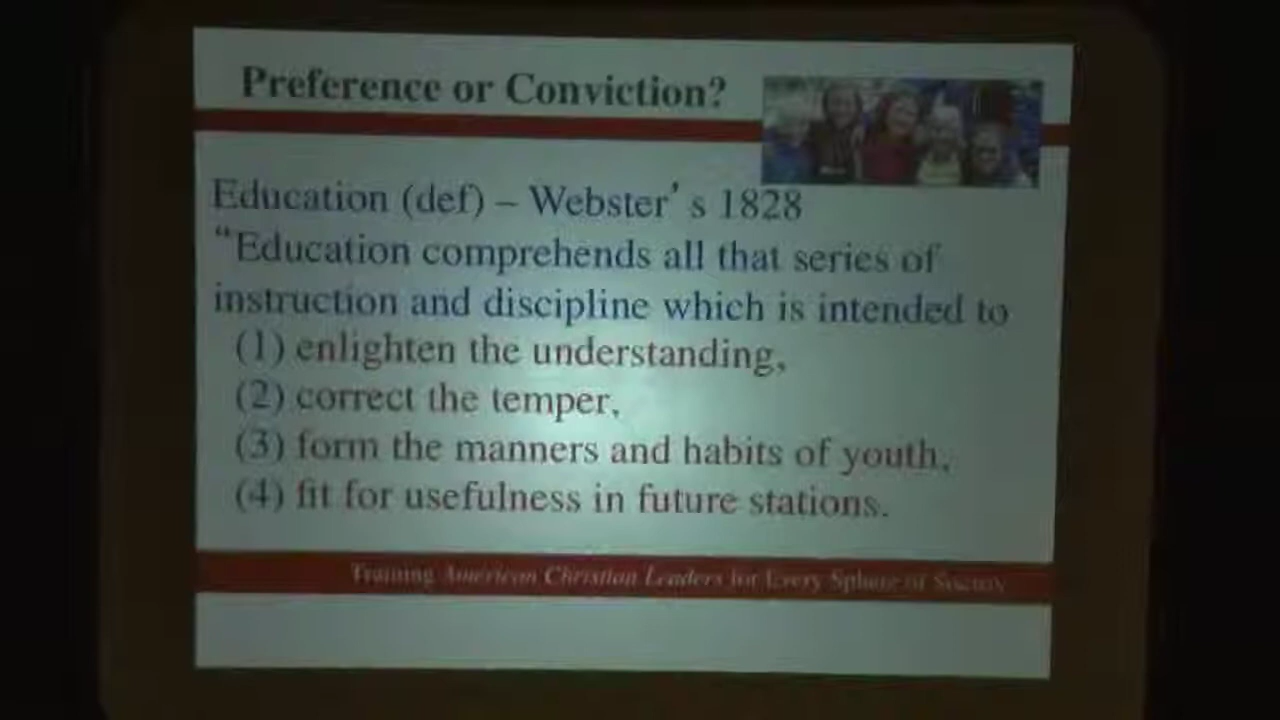 Preference or Conviction?
Education (def) – Webster's 1828
“Education comprehends all that series of
instruction and discipline which is intended to
(1) enlighten the understanding,
(2) correct the temper,
(3) form the manners and habits of youth,
(4) fit for usefulness in future stations.
Training American Christian Leaders for Every Sphere of Society